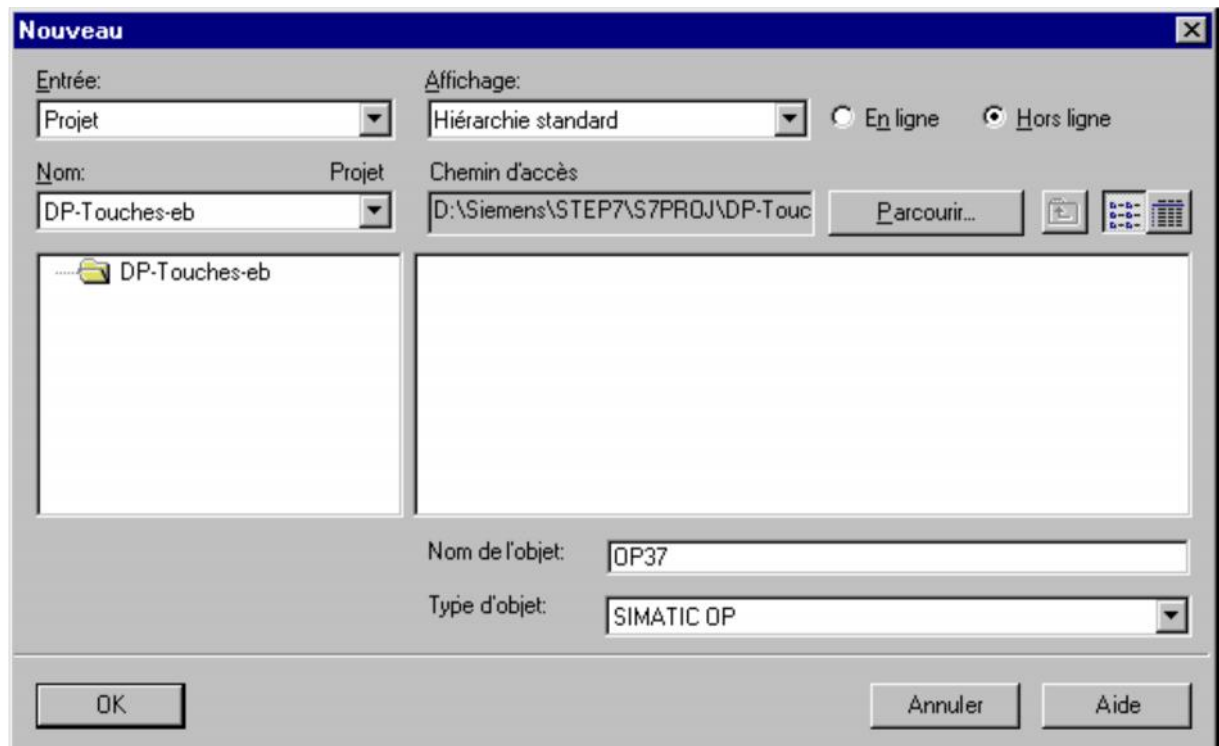 Nouveau
Entrée:
Affichage:
Projet
Hiérarchie standard
En ligne
Hors ligne
Nom:
Projet
Chemin d'accès
DP-Touches-eb
D:\Siemens\STEP7\S7PROJ\DP-Touc
Parcourir...
DP-Touches-eb
Nom de l'objet:
OP37
Type d'objet:
SIMATIC OP
OK
Annuler
Aide